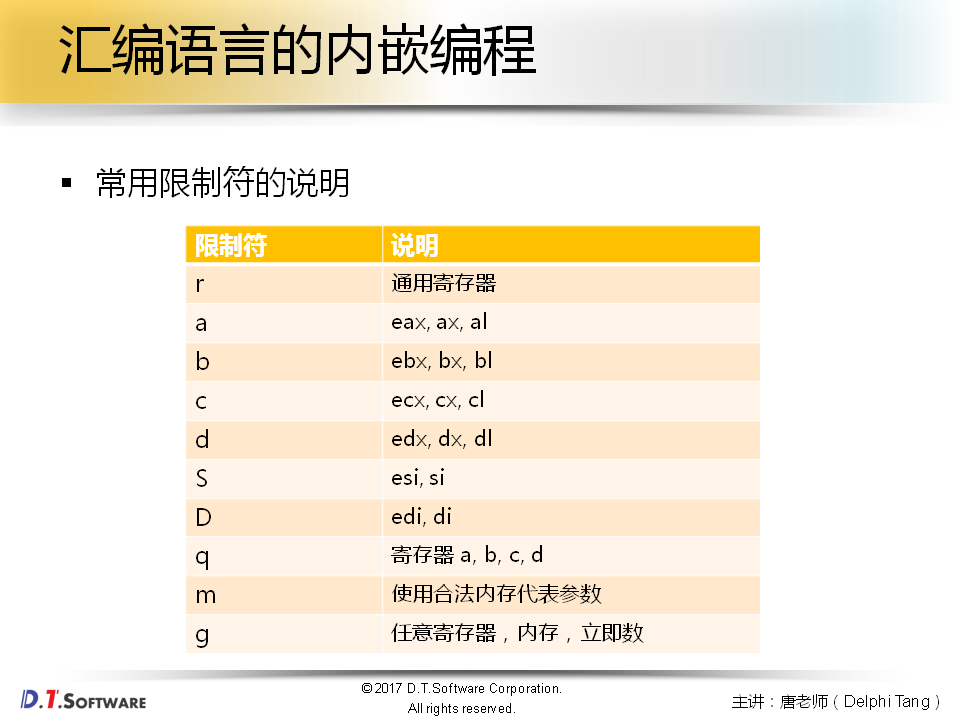 汇编语言的内嵌编程
▪ 常用限制符的说明
限制符 说明
r 通用寄存器
a eax, ax, al
b ebx, bx, bl
c ecx, cx, cl
d edx, dx, dl
S esi, si
D edi, di
q 寄存器 a, b, c, d
m 使用合法内存代表参数
g 任意寄存器，内存，立即数
D.T.SOFTWARE
©2017 D.T.Software Corporation.
All rights reserved.
主讲：唐老师（Delphi Tang）